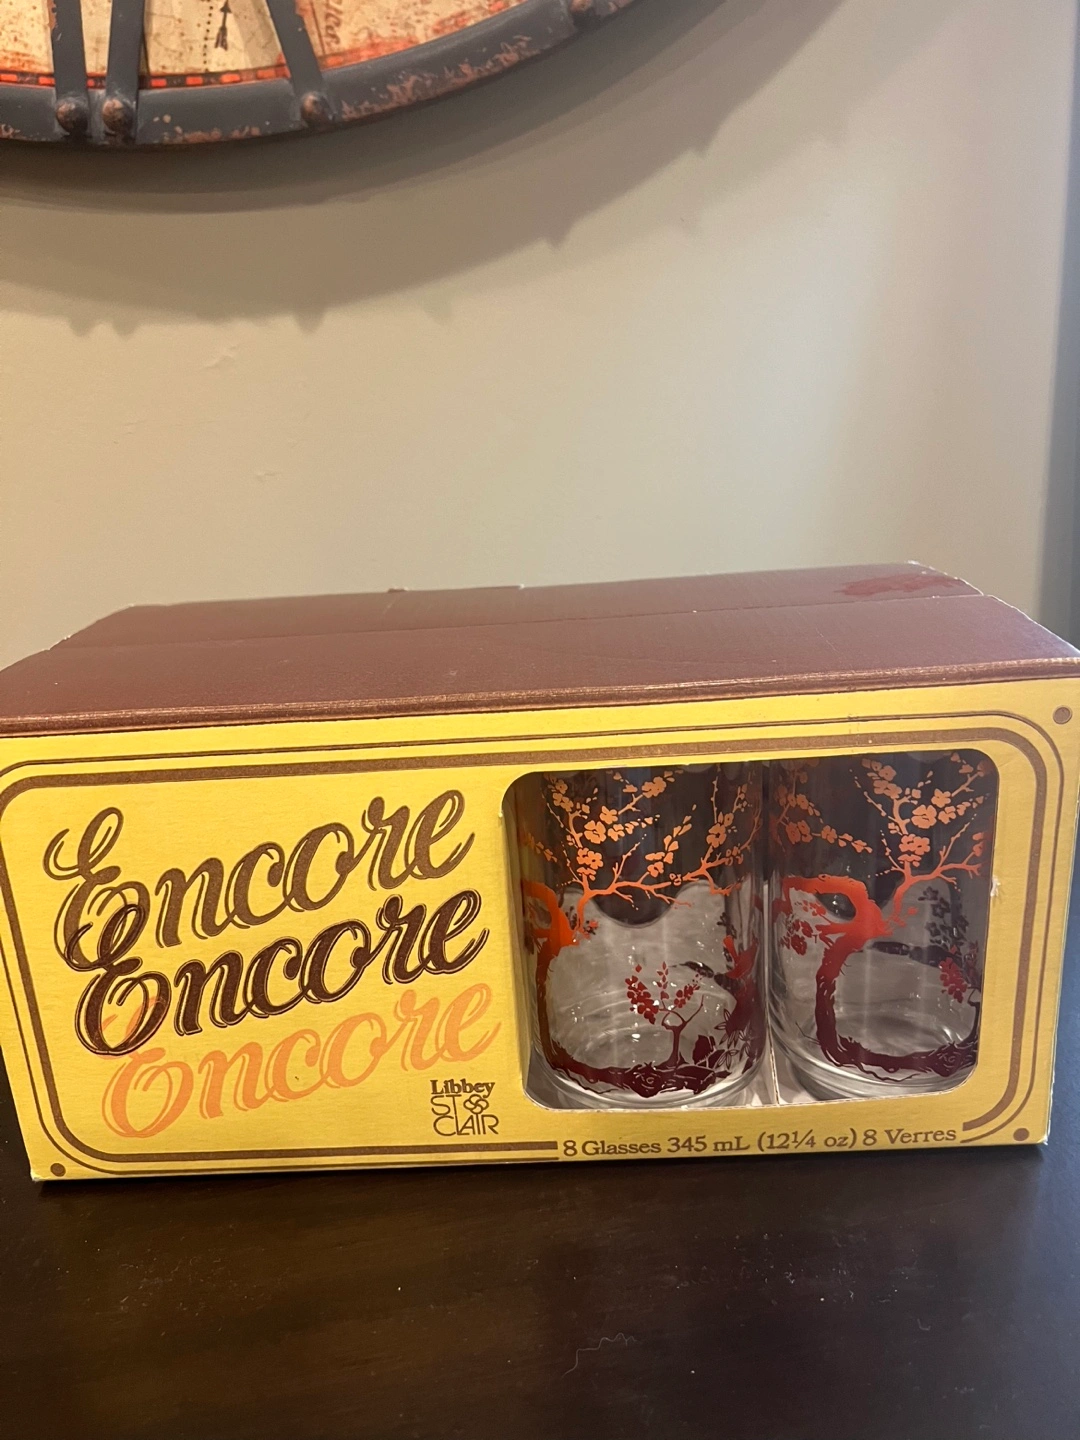 Encore
Encore
Encore
Libbey
ST
CLAIR
8 Glasses 345 mL (12¼ oz) 8 Verres